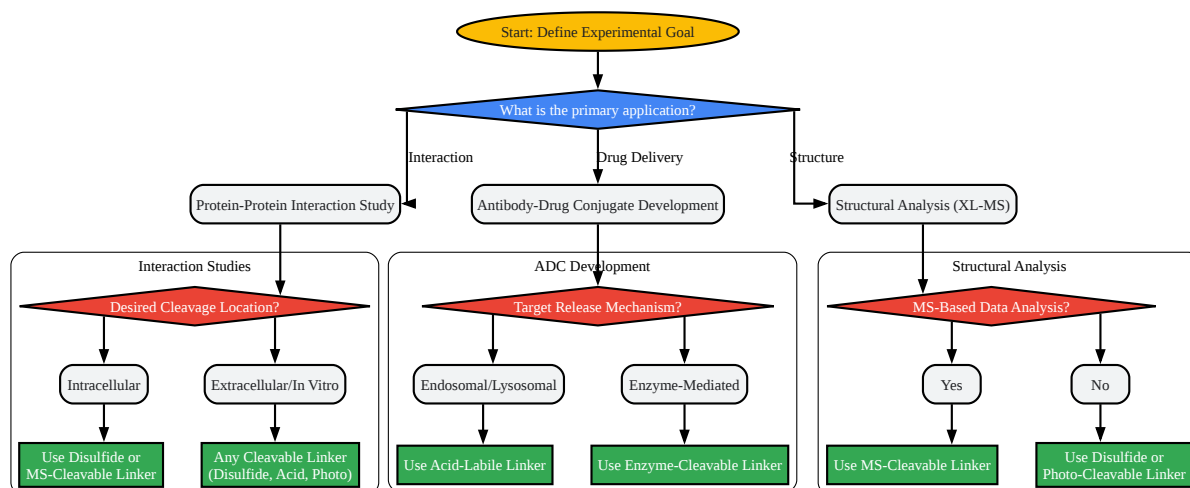 Start: Define Experimental Goal
What is the primary application?
Interaction
Drug Delivery
Structure
Protein-Protein Interaction Study
Antibody-Drug Conjugate Development
Structural Analysis (XL-MS)
Interaction Studies
ADC Development
Structural Analysis
Desired Cleavage Location?
Target Release Mechanism?
MS-Based Data Analysis?
Intracellular
Extracellular/In Vitro
Endosomal/Lysosomal
Enzyme-Mediated
Yes
No
Use Disulfide or
MS-Cleavable Linker
Any Cleavable Linker
(Disulfide, Acid, Photo)
Use Acid-Labile Linker
Use Enzyme-Cleavable Linker
Use MS-Cleavable Linker
Use Disulfide or
Photo-Cleavable Linker